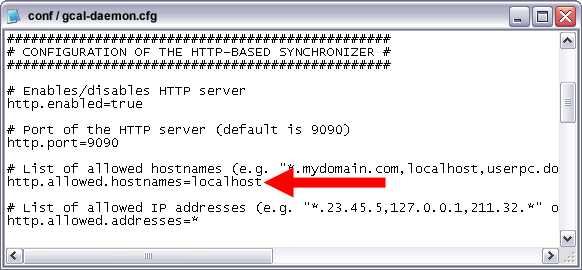 conf / gcal-daemon.cfg
###############################################
# CONFIGURATION OF THE HTTP-BASED SYNCHRONIZER #
###############################################
# Enables/disables HTTP server
http.enabled=true
# Port of the HTTP server (default is 9090)
http.port=9090
# List of allowed hostnames (e.g. "*.mydomain.com,localhost,userpc.do
http.allowed.hostnames=localhost
# List of allowed IP addresses (e.g. "*.23.45.5,127.0.0.1,211.32.*" o
http.allowed.addresses=*